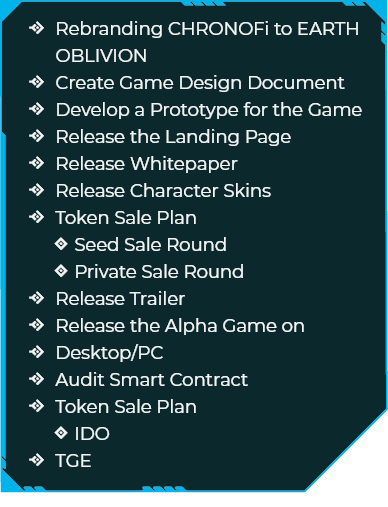 Rebranding CHRONOFi to EARTH
OBLIVION
Create Game Design Document
Develop a Prototype for the Game
Release the Landing Page
Release Whitepaper
Release Character Skins
Token Sale Plan
Seed Sale Round
Private Sale Round
Release Trailer
Release the Alpha Game on
Desktop/PC
Audit Smart Contract
Token Sale Plan
IDO
TGE